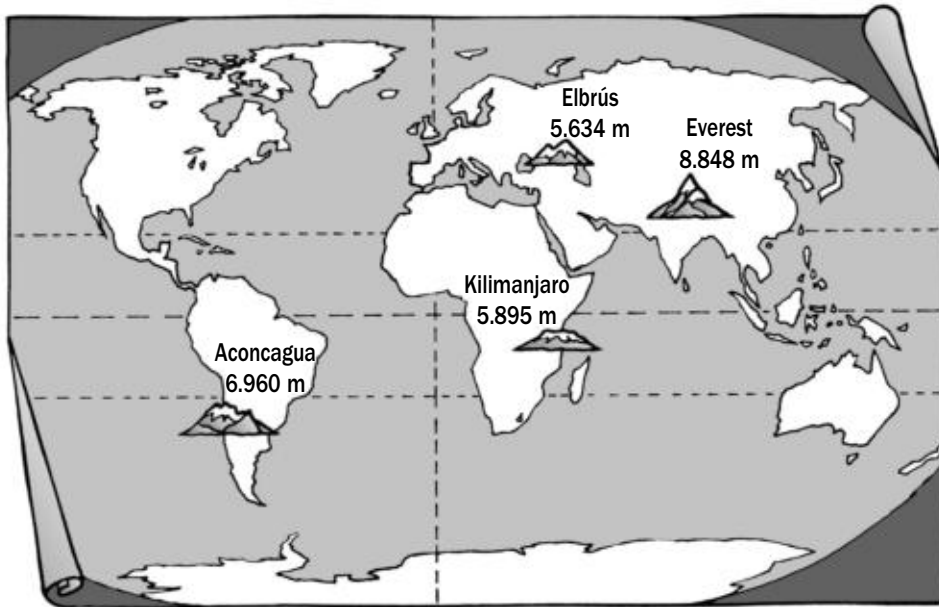 Elbrús
5.634 m
Everest
8.848 m
Kilimanjaro
5.895 m
Aconcagua
6.960 m